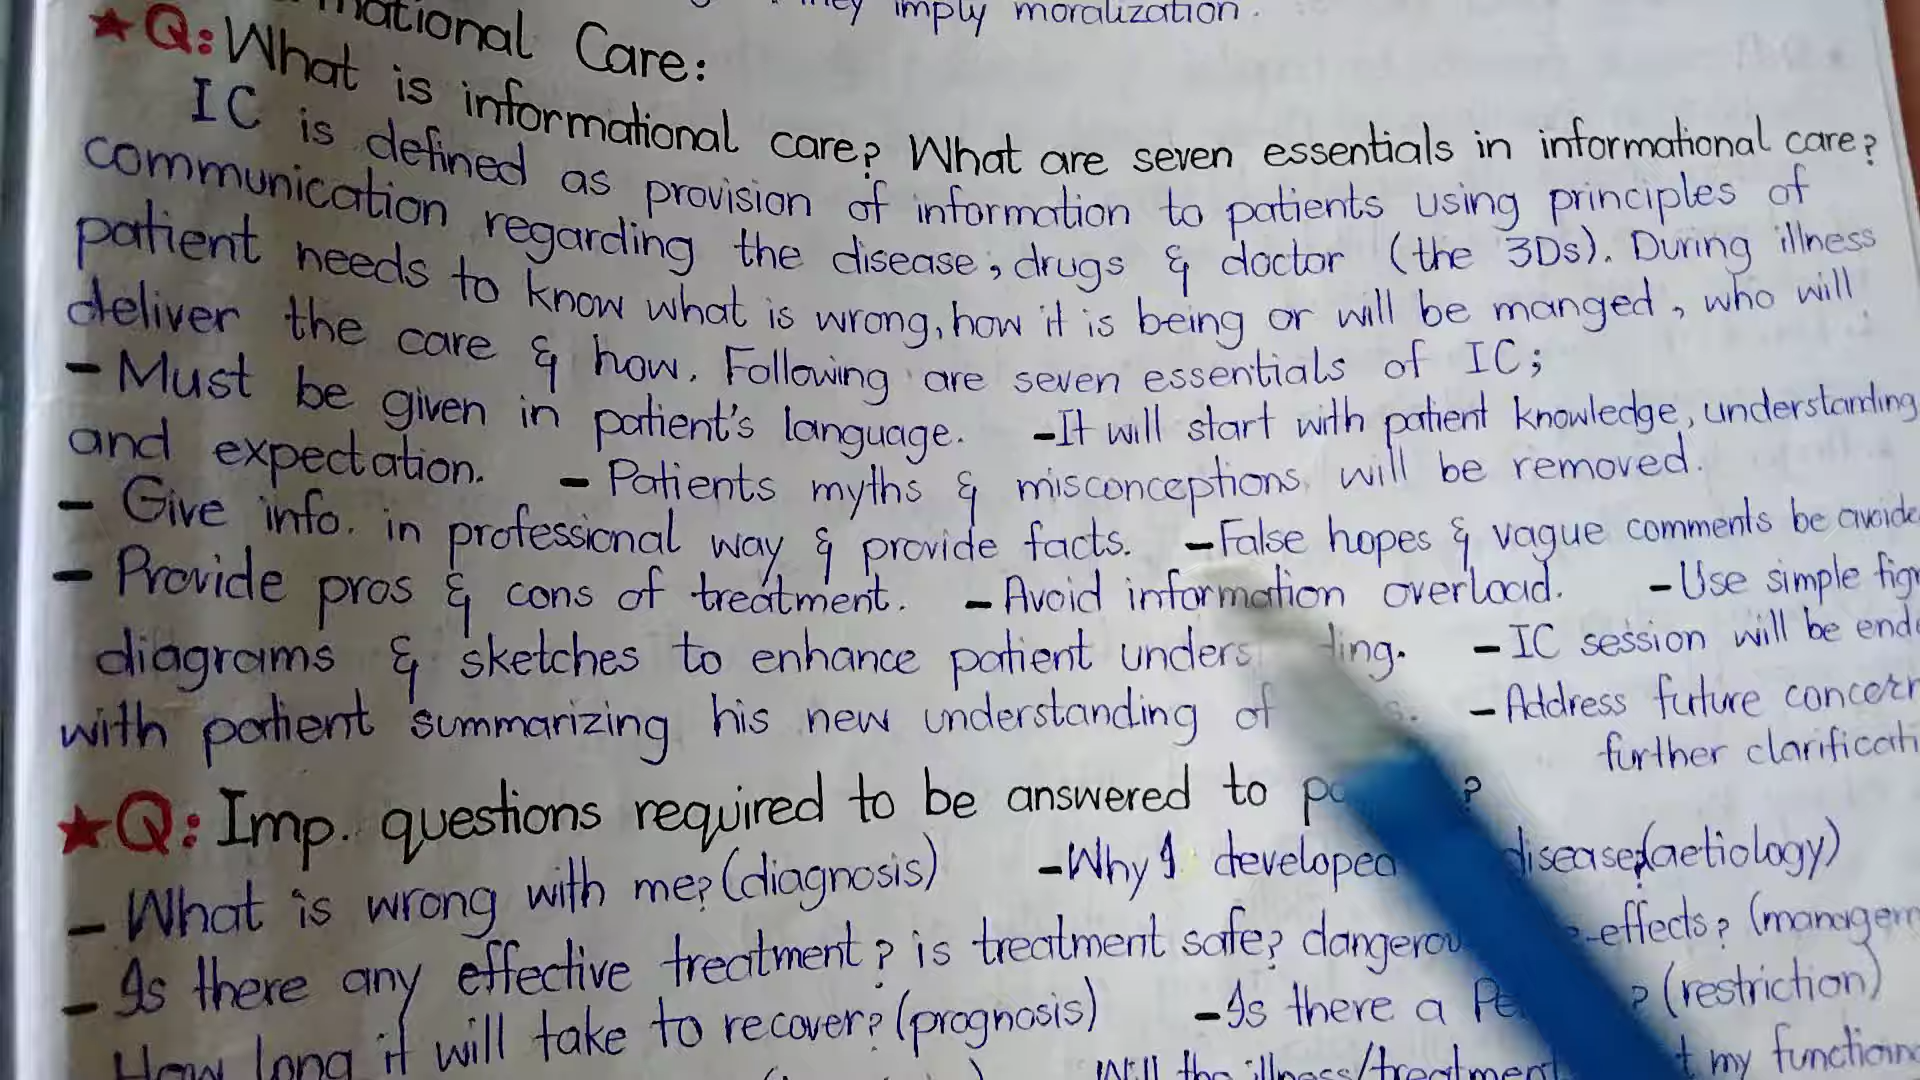 they imply moralization.
Care:
★Q: What is informational care? What are seven essentials in informational care?
IC is defined as provision of information to patients using principles of
communication regarding the disease, drugs & doctor (the 3Ds). During illness
patient needs to know what is wrong, how it is being or will be manged, who will
deliver the care & how. Following are seven essentials of IC;
- Must be given in patient's language. - It will start with patient knowledge, understanding
and expectation. - Patients myths & misconceptions will be removed.
- Give info. in professional way & provide facts. - False hopes & vague comments be
- Provide pros & cons of treatment. - Avoid information overload. - Use simple
diagrams & sketches to enhance patient - IC session will be
with patient summarizing his new understanding of - Address future
further
★Q: Imp. questions required to be answered to ?
- What is wrong with me? (diagnosis) - Why I developed disease? (aetiology)
- Is there any effective treatment? is treatment safe? effects?
- How long it will take to recover? (prognosis) - Is there a ? (restriction)
Will the illness/treatment my